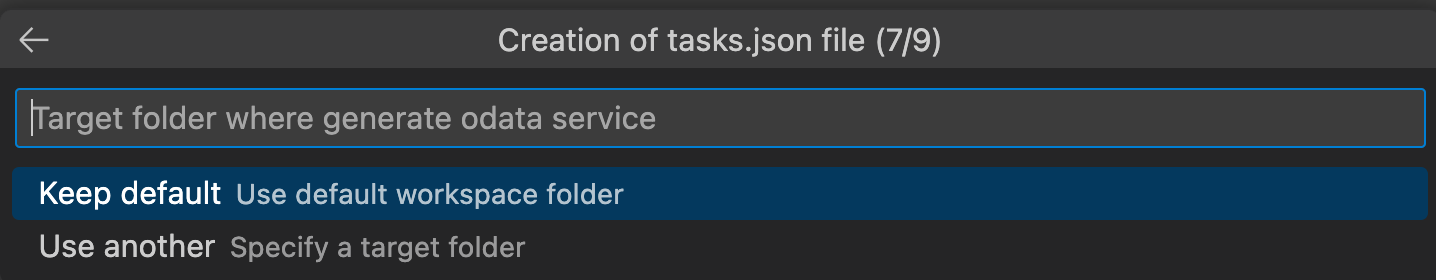 Creation of tasks.json file (7/9)
Target folder where generate odata service
Keep default Use default workspace folder
Use another Specify a target folder